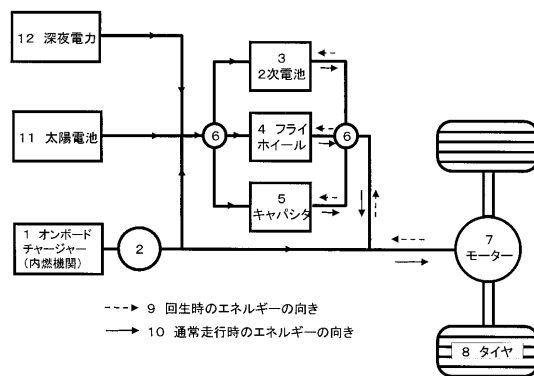 12 深夜電力
3
2次電池
11 太陽電池
6
4 フライ
ホイール
6
5
キャパシタ
1 オンボード
チャージャー
(内燃機関)
2
7
モーター
9 回生時のエネルギーの向き
10 通常走行時のエネルギーの向き
8 タイヤ